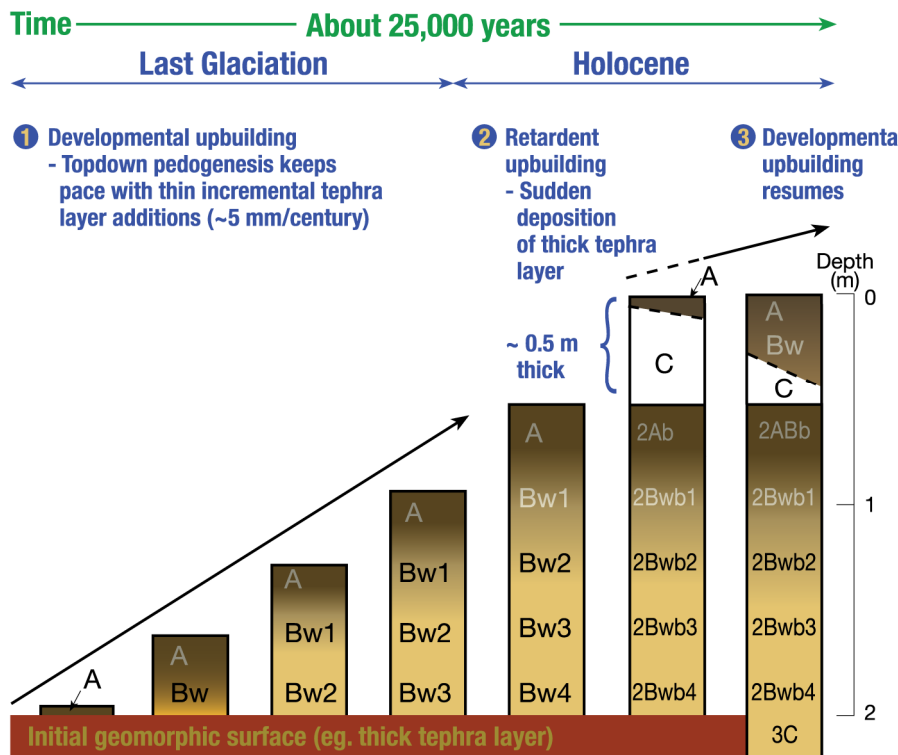 Time
About 25,000 years
Last Glaciation
Holocene
1 Developmental upbuilding
- Topdown pedogenesis keeps
pace with thin incremental tephra
layer additions (~5 mm/century)
2 Retardent
upbuilding
- Sudden
deposition
of thick tephra
layer
3 Developmenta
upbuilding
resumes
Depth
(m)
0
1
2
~ 0.5 m
thick
A
A
Bw
A
Bw1
Bw2
A
Bw1
Bw2
Bw3
A
Bw1
Bw2
Bw3
Bw4
A
C
2Ab
2Bwb1
2Bwb2
2Bwb3
2Bwb4
A
Bw
C
2ABb
2Bwb1
2Bwb2
2Bwb3
2Bwb4
3C
Initial geomorphic surface (eg. thick tephra layer)